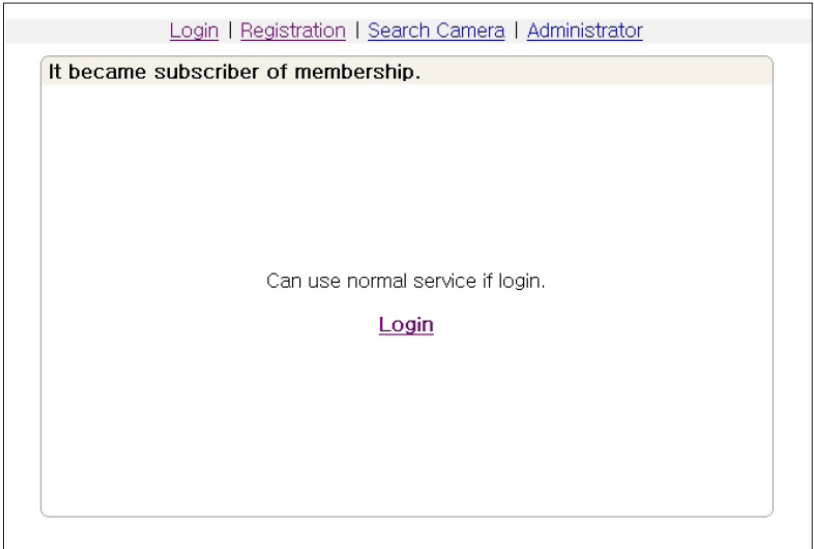 Login | Registration | Search Camera | Administrator
It became subscriber of membership.
Can use normal service if login.
Login